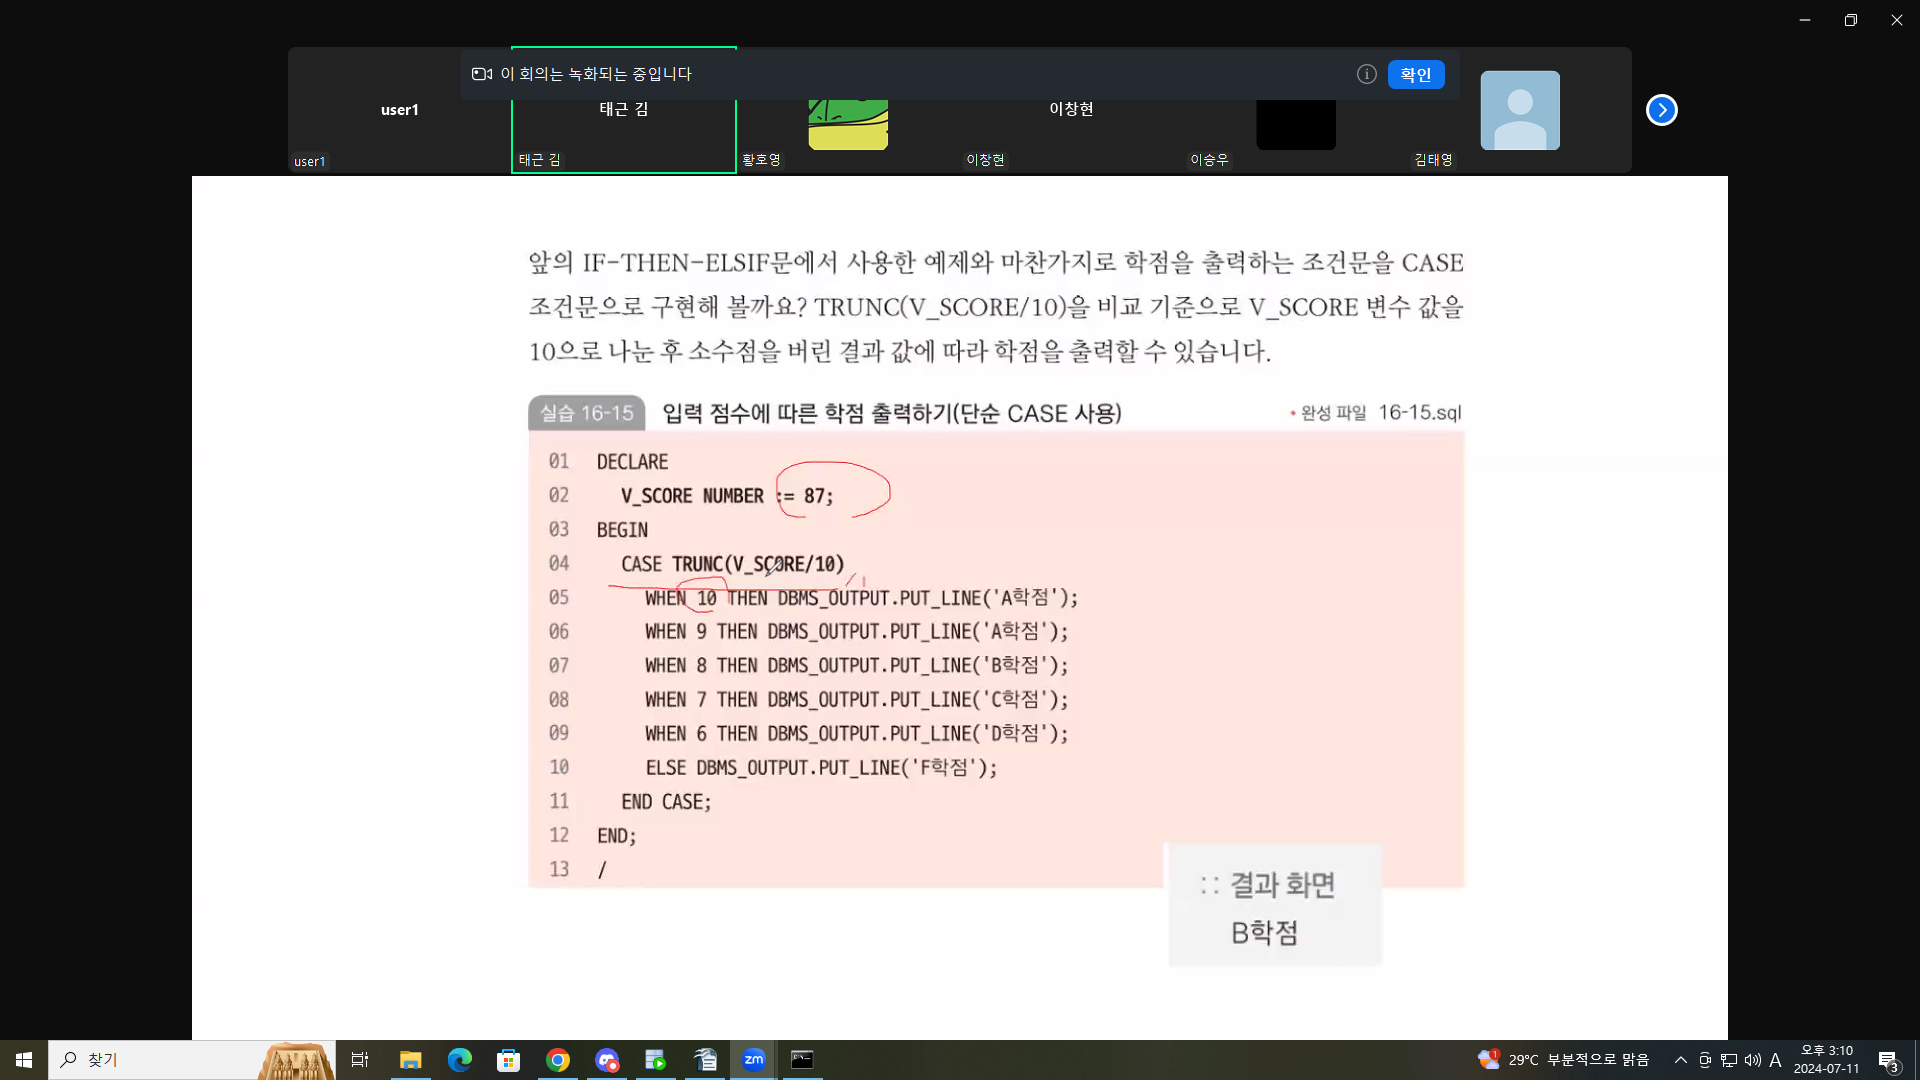 이 회의는 녹화되는 중입니다
확인
user1
태근 김
이창현
user1
태근 김
황호영
이창현
이승우
김태영
앞의 IF-THEN-ELSIF문에서 사용한 예제와 마찬가지로 학점을 출력하는 조건문을 CASE
조건문으로 구현해 볼까요? TRUNC(V_SCORE/10)을 비교 기준으로 V_SCORE 변수 값을
10으로 나눈 후 소수점을 버린 결과 값에 따라 학점을 출력할 수 있습니다.
실습 16-15 입력 점수에 따른 학점 출력하기(단순 CASE 사용) • 완성 파일 16-15.sql
01 DECLARE
02 V_SCORE NUMBER := 87;
03 BEGIN
04 CASE TRUNC(V_SCORE/10)
05 WHEN 10 THEN DBMS_OUTPUT.PUT_LINE('A학점');
06 WHEN 9 THEN DBMS_OUTPUT.PUT_LINE('A학점');
07 WHEN 8 THEN DBMS_OUTPUT.PUT_LINE('B학점');
08 WHEN 7 THEN DBMS_OUTPUT.PUT_LINE('C학점');
09 WHEN 6 THEN DBMS_OUTPUT.PUT_LINE('D학점');
10 ELSE DBMS_OUTPUT.PUT_LINE('F학점');
11 END CASE;
12 END;
13 /
:: 결과 화면
B학점
찾기
zm
1
29°C 부분적으로 맑음
A
오후 3:10
2024-07-11
3